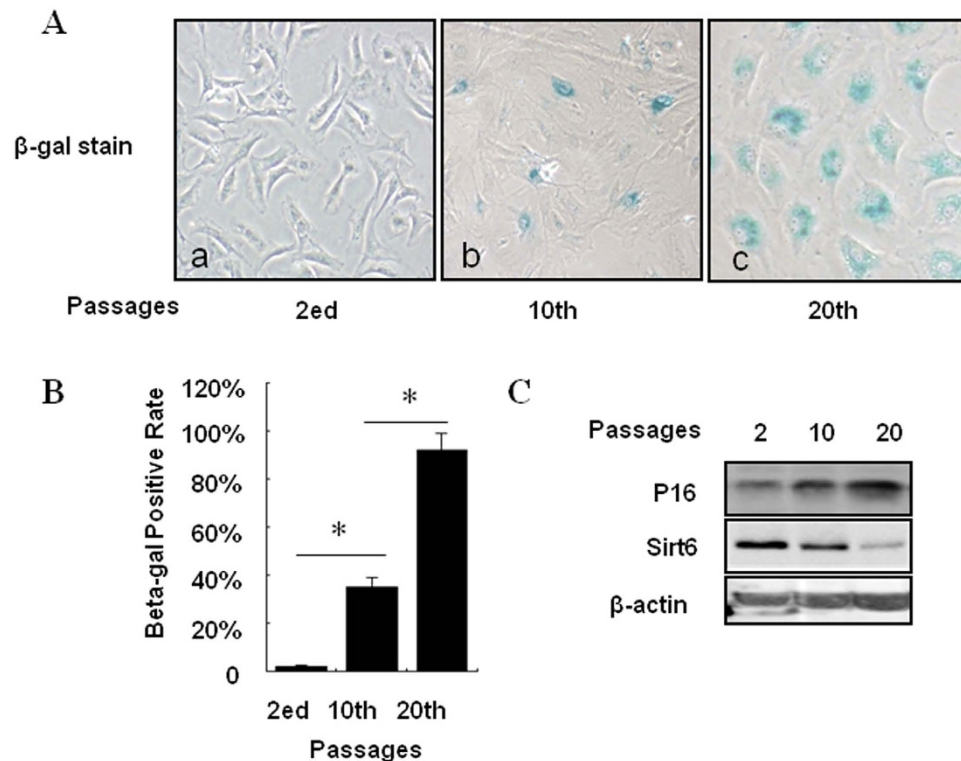 A
β-gal stain
a
b
c
Passages 2ed 10th 20th
B
Beta-gal Positive Rate
120%
100%
80%
60%
40%
20%
0
*
*
2ed 10th 20th
Passages
C
Passages 2 10 20
P16
Sirt6
β-actin